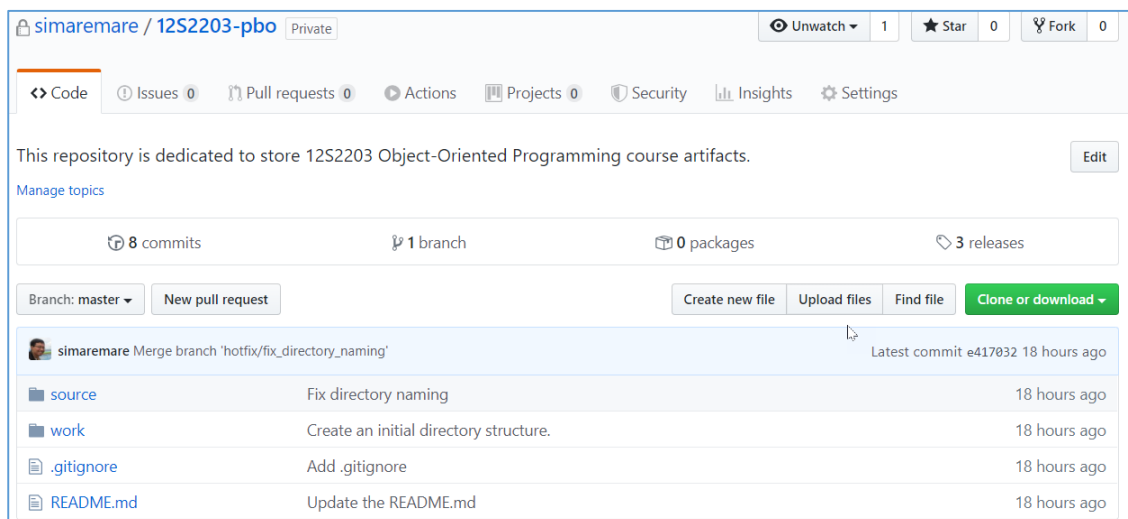 simaremare / 12S2203-pbo Private Unwatch 1 Star 0 Fork 0
Code Issues 0 Pull requests 0 Actions Projects 0 Security Insights Settings
This repository is dedicated to store 12S2203 Object-Oriented Programming course artifacts. Edit
Manage topics
8 commits 1 branch 0 packages 3 releases
Branch: master New pull request Create new file Upload files Find file Clone or download
simaremare Merge branch 'hotfix/fix_directory_naming' Latest commit e417032 18 hours ago
source Fix directory naming 18 hours ago
work Create an initial directory structure. 18 hours ago
.gitignore Add .gitignore 18 hours ago
README.md Update the README.md 18 hours ago